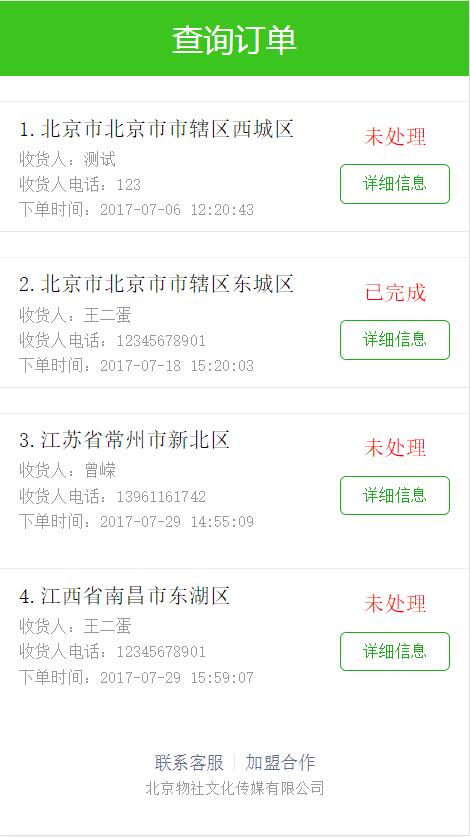 查询订单
1.北京市北京市市辖区西城区
未处理
收货人：测试
收货人电话：123
详细信息
下单时间：2017-07-06 12:20:43
2.北京市北京市市辖区东城区
已完成
收货人：王二蛋
收货人电话：12345678901
详细信息
下单时间：2017-07-18 15:20:03
3.江苏省常州市新北区
未处理
收货人：曾嵘
收货人电话：13961161742
详细信息
下单时间：2017-07-29 14:55:09
4.江西省南昌市东湖区
未处理
收货人：王二蛋
收货人电话：12345678901
详细信息
下单时间：2017-07-29 15:59:07
联系客服 | 加盟合作
北京物社文化传媒有限公司